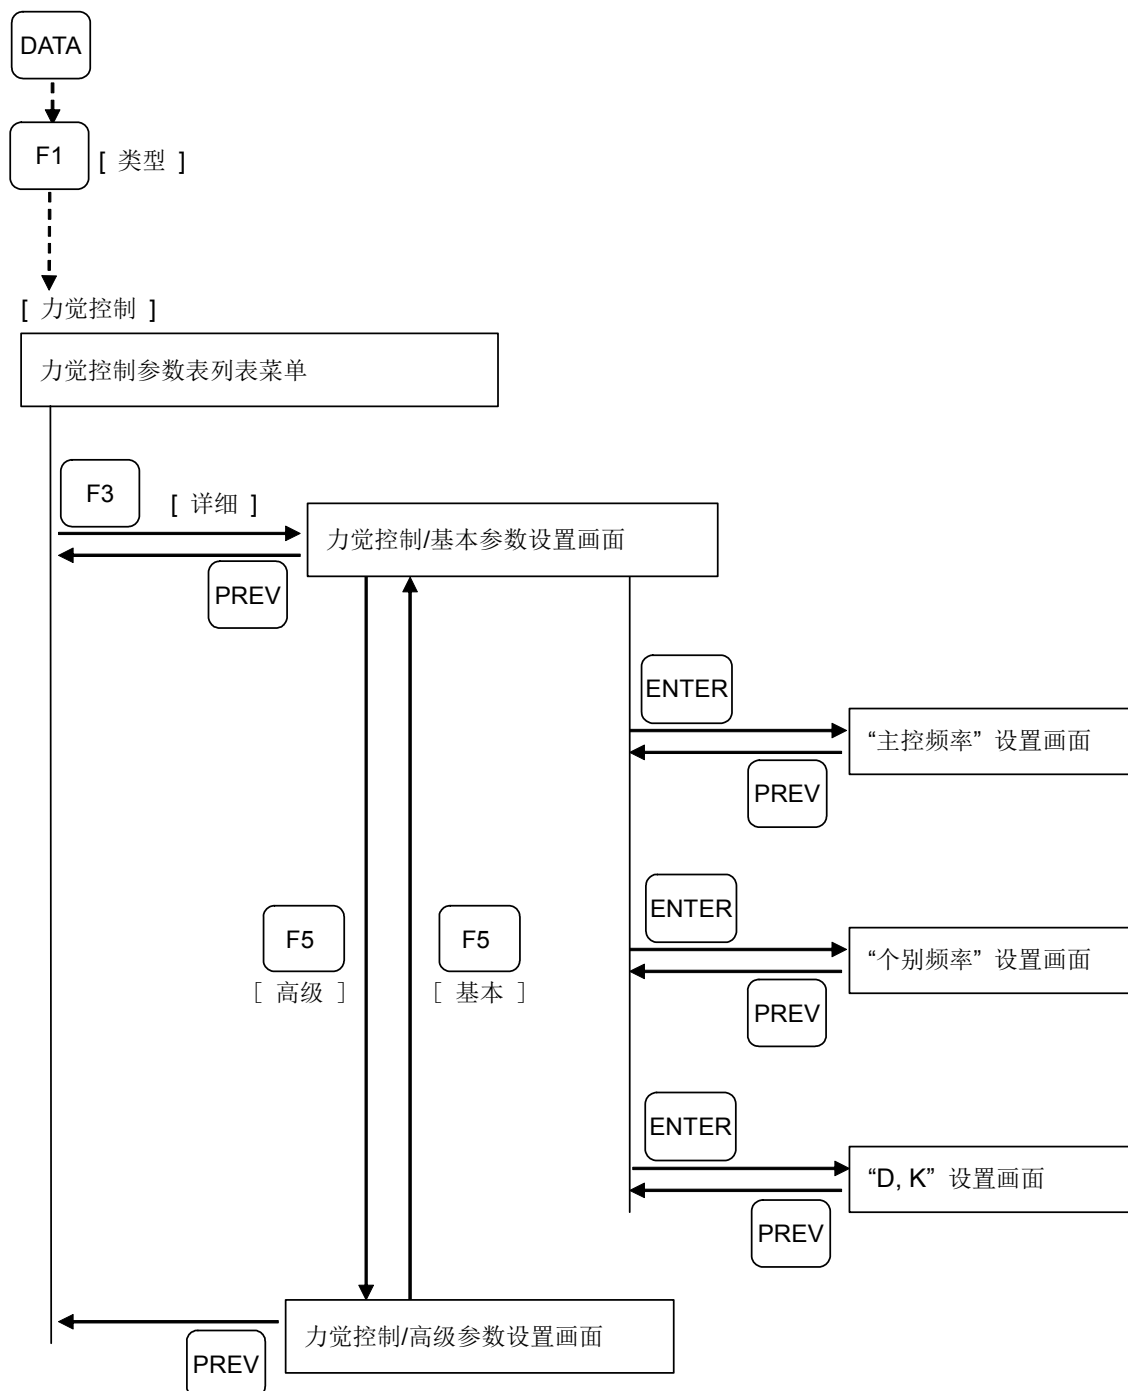 DATA
F1
[ 类型 ]
[ 力觉控制 ]
力觉控制参数表列表菜单
F3
[ 详细 ]
力觉控制/基本参数设置画面
PREV
ENTER
“主控频率” 设置画面
PREV
ENTER
F5
F5
“个别频率” 设置画面
[ 高级 ]
[ 基本 ]
PREV
ENTER
“D, K” 设置画面
PREV
力觉控制/高级参数设置画面
PREV